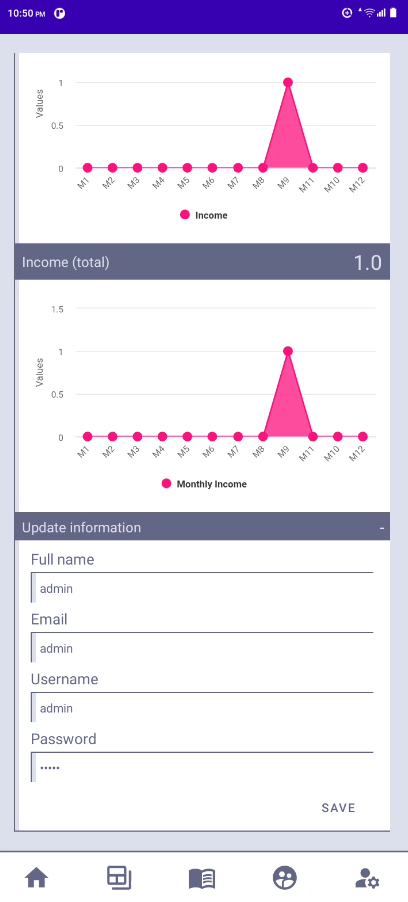 10:50 PM
1
0.5
0
Values
M1 M2 M3 M4 M5 M6 M7 M8 M9 M11 M10 M12
Income
Income (total) 1.0
1.5
1
0.5
0
Values
M1 M2 M3 M4 M5 M6 M7 M8 M9 M11 M10 M12
Monthly Income
Update information -
Full name
admin
Email
admin
Username
admin
Password
•••••
SAVE